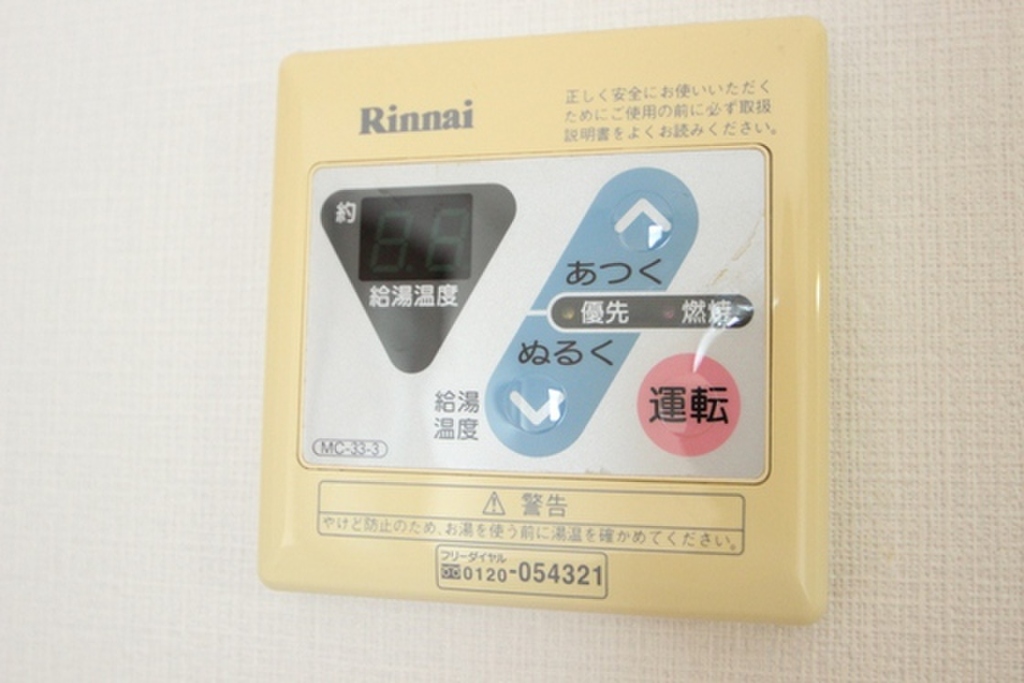 Rinnai
正しく安全にお使いいただく
ためにご使用の前に必ず取扱
説明書をよくお読みください。
約
8.8
給湯温度
あつく
優先 燃焼
ぬるく
給湯
温度
運転
MC-33-3
警告
やけど防止のため、お湯を使う前に湯温を確かめてください。
フリーダイヤル
0120-054321